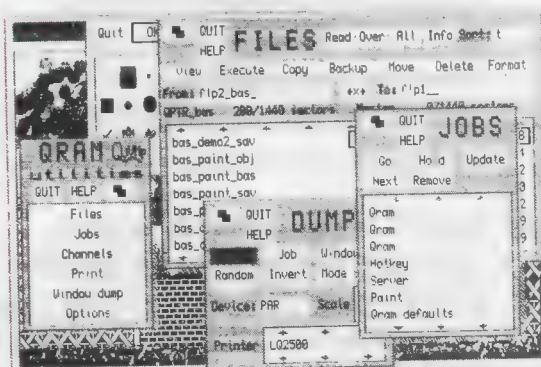 Quit OK
QUIT
HELP
FILES
Read Over All Info
View Execute Copy Backup Move Delete Format
From: flp2_bas_
To: flp1_
QPTR_bas 280/1440 sectors
bas_demo2_sav
bas_paint_obj
bas_paint_bas
bas_paint_sav
QRAM
utilities
QUIT HELP
Files
Jobs
Channels
Print
Window dump
Options
QUIT
HELP
DUMP
Job
Random Invert Mode
Device: PAR Scale
Printer LQ2500
QUIT
HELP
JOBS
Go Hold Update
Next Remove
Qram
Qram
Qram
Hotkey
Server
Paint
Qram defaults